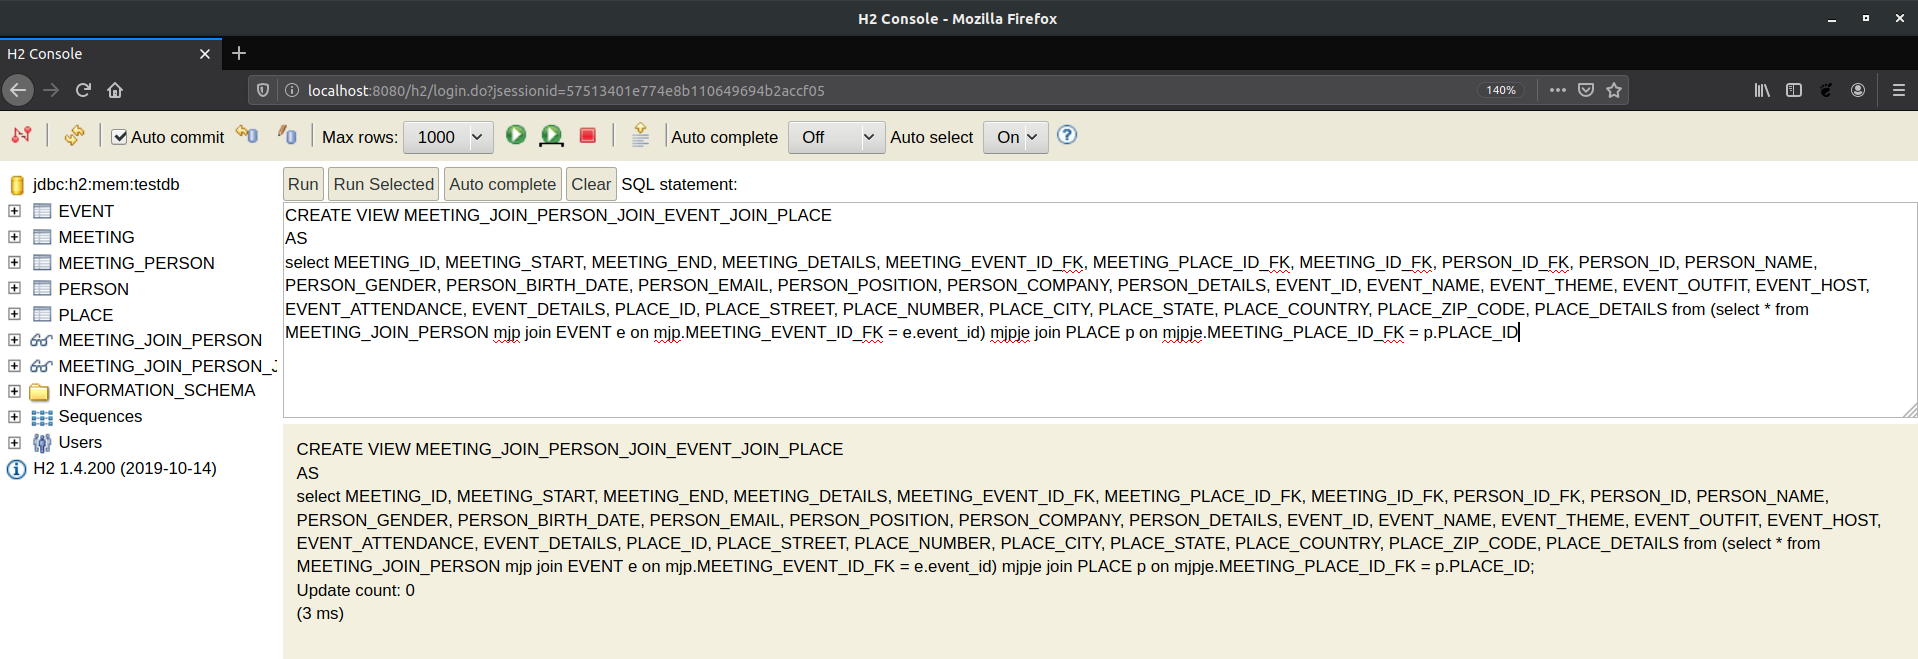 H2 Console - Mozilla Firefox
H2 Console
localhost:8080/h2/login.do?jsessionid=57513401e774e8b110649694b2accf05
140%
Auto commit
Max rows:
1000
Auto complete
Off
Auto select
On
jdbc:h2:mem:testdb
EVENT
MEETING
MEETING_PERSON
PERSON
PLACE
MEETING_JOIN_PERSON
MEETING_JOIN_PERSON_J
INFORMATION_SCHEMA
Sequences
Users
H2 1.4.200 (2019-10-14)
Run
Run Selected
Auto complete
Clear
SQL statement:
CREATE VIEW MEETING_JOIN_PERSON_JOIN_EVENT_JOIN_PLACE
AS
select MEETING_ID, MEETING_START, MEETING_END, MEETING_DETAILS, MEETING_EVENT_ID_FK, MEETING_PLACE_ID_FK, MEETING_ID_FK, PERSON_ID_FK, PERSON_ID, PERSON_NAME,
PERSON_GENDER, PERSON_BIRTH_DATE, PERSON_EMAIL, PERSON_POSITION, PERSON_COMPANY, PERSON_DETAILS, EVENT_ID, EVENT_NAME, EVENT_THEME, EVENT_OUTFIT, EVENT_HOST,
EVENT_ATTENDANCE, EVENT_DETAILS, PLACE_ID, PLACE_STREET, PLACE_NUMBER, PLACE_CITY, PLACE_STATE, PLACE_COUNTRY, PLACE_ZIP_CODE, PLACE_DETAILS from (select * from
MEETING_JOIN_PERSON mjp join EVENT e on mjp.MEETING_EVENT_ID_FK = e.event_id) mjpje join PLACE p on mjpje.MEETING_PLACE_ID_FK = p.PLACE_ID
CREATE VIEW MEETING_JOIN_PERSON_JOIN_EVENT_JOIN_PLACE
AS
select MEETING_ID, MEETING_START, MEETING_END, MEETING_DETAILS, MEETING_EVENT_ID_FK, MEETING_PLACE_ID_FK, MEETING_ID_FK, PERSON_ID_FK, PERSON_ID, PERSON_NAME,
PERSON_GENDER, PERSON_BIRTH_DATE, PERSON_EMAIL, PERSON_POSITION, PERSON_COMPANY, PERSON_DETAILS, EVENT_ID, EVENT_NAME, EVENT_THEME, EVENT_OUTFIT, EVENT_HOST,
EVENT_ATTENDANCE, EVENT_DETAILS, PLACE_ID, PLACE_STREET, PLACE_NUMBER, PLACE_CITY, PLACE_STATE, PLACE_COUNTRY, PLACE_ZIP_CODE, PLACE_DETAILS from (select * from
MEETING_JOIN_PERSON mjp join EVENT e on mjp.MEETING_EVENT_ID_FK = e.event_id) mjpje join PLACE p on mjpje.MEETING_PLACE_ID_FK = p.PLACE_ID;
Update count: 0
(3 ms)